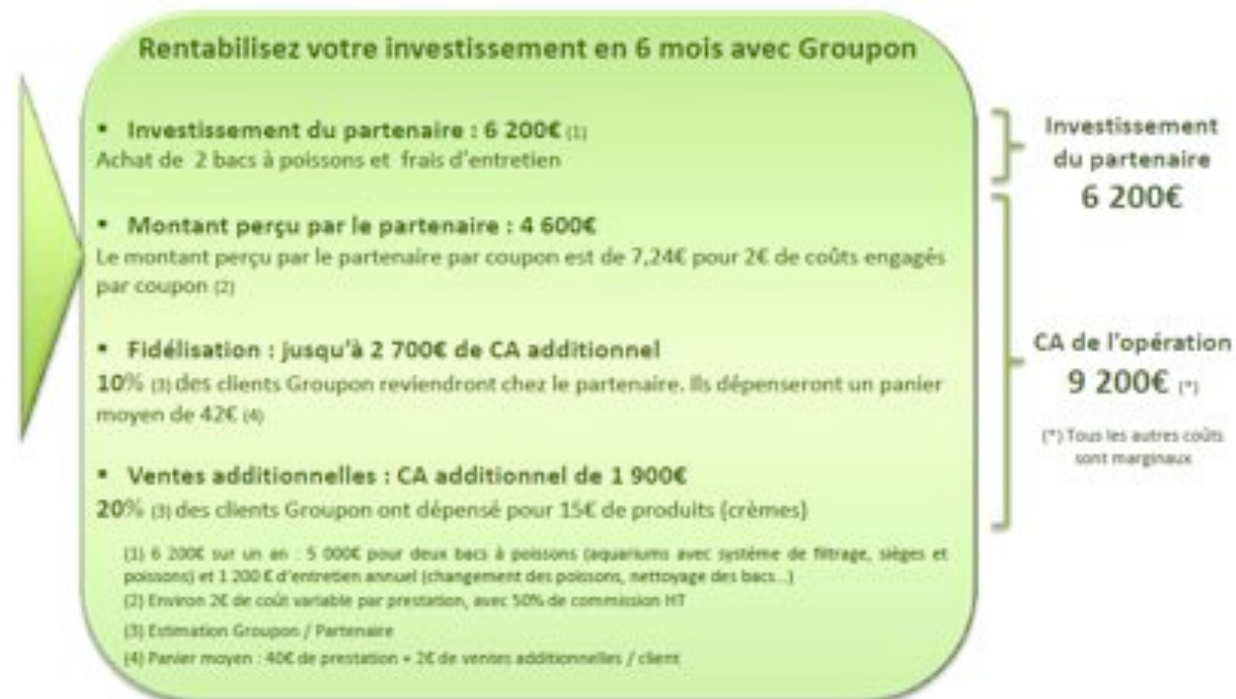 Rentabilisez votre investissement en 6 mois avec Groupon
▪ Investissement du partenaire : 6 200€ (1)
Achat de 2 bacs à poissons et frais d'entretien
▪ Montant perçu par le partenaire : 4 600€
Le montant perçu par le partenaire par coupon est de 7,24€ pour 2€ de coûts engagés
par coupon (2)
▪ Fidélisation : jusqu'à 2 700€ de CA additionnel
10% (3) des clients Groupon reviendront chez le partenaire. Ils dépenseront un panier
moyen de 42€ (4)
▪ Ventes additionnelles : CA additionnel de 1 900€
20% (3) des clients Groupon ont dépensé pour 15€ de produits (crèmes)
(1) 6 200€ sur un an : 5 000€ pour deux bacs à poissons (aquariums avec système de filtrage, sièges et
poissons) et 1 200 € d'entretien annuel (changement des poissons, nettoyage des bacs...)
(2) Environ 2€ de coût variable par prestation, avec 50% de commission HT
(3) Estimation Groupon / Partenaire
(4) Panier moyen : 40€ de prestation + 2€ de ventes additionnelles / client
Investissement
du partenaire
6 200€
CA de l'opération
9 200€ (*)
(*) Tous les autres coûts
sont marginaux